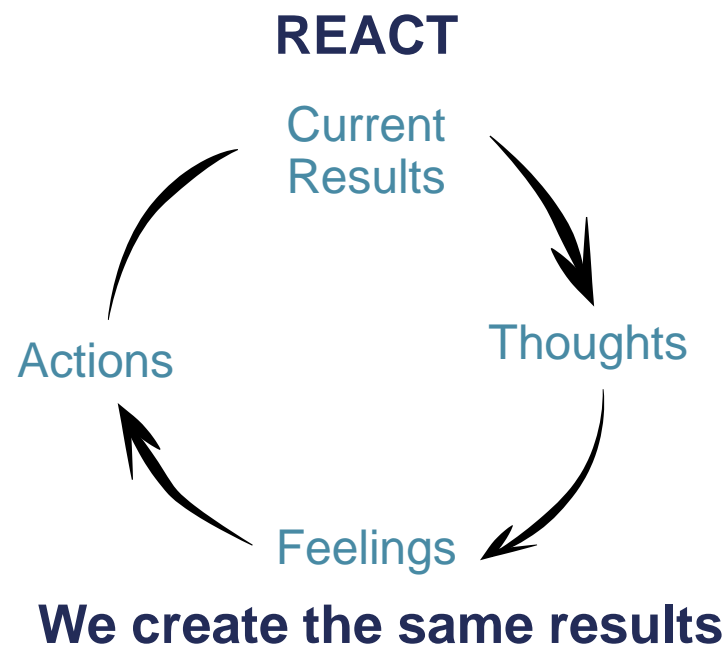 REACT
Current
Results
Thoughts
Actions
Feelings
We create the same results